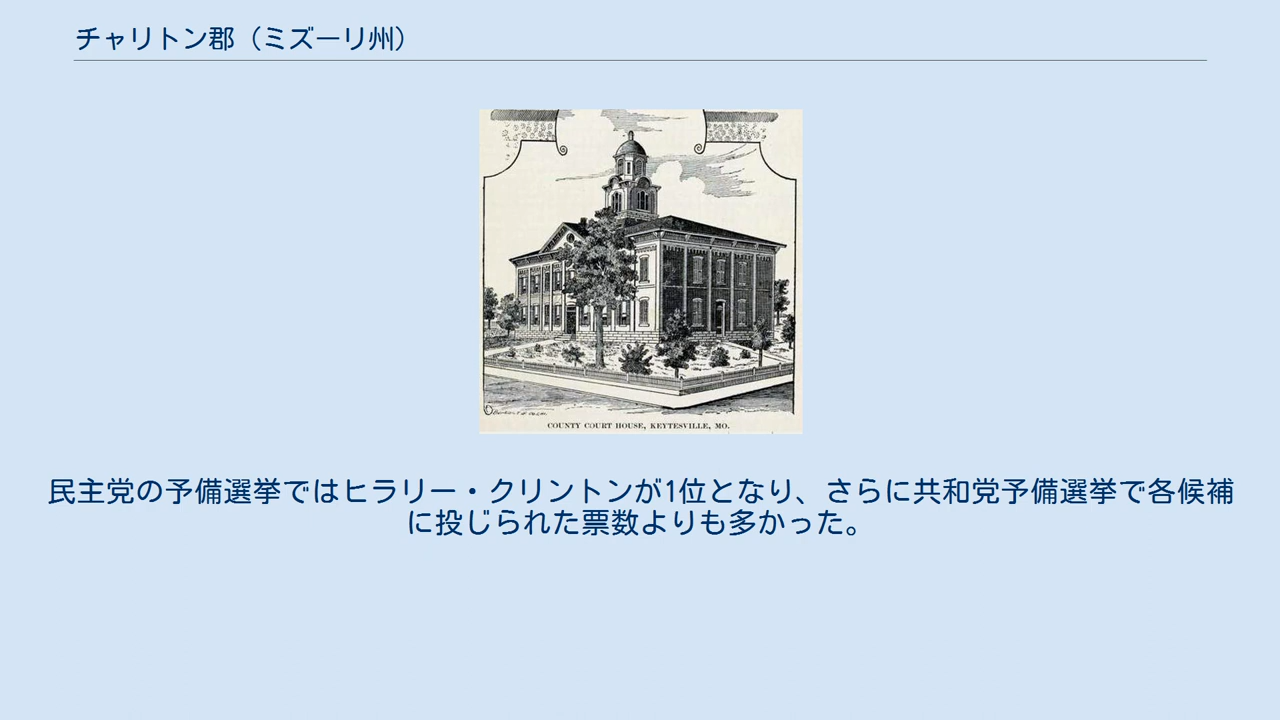 チャリトン郡（ミズーリ州）
COUNTY COURT HOUSE, KEYTESVILLE, MO.
民主党の予備選挙ではヒラリー・クリントンが1位となり、さらに共和党予備選挙で各候補
に投じられた票数よりも多かった。